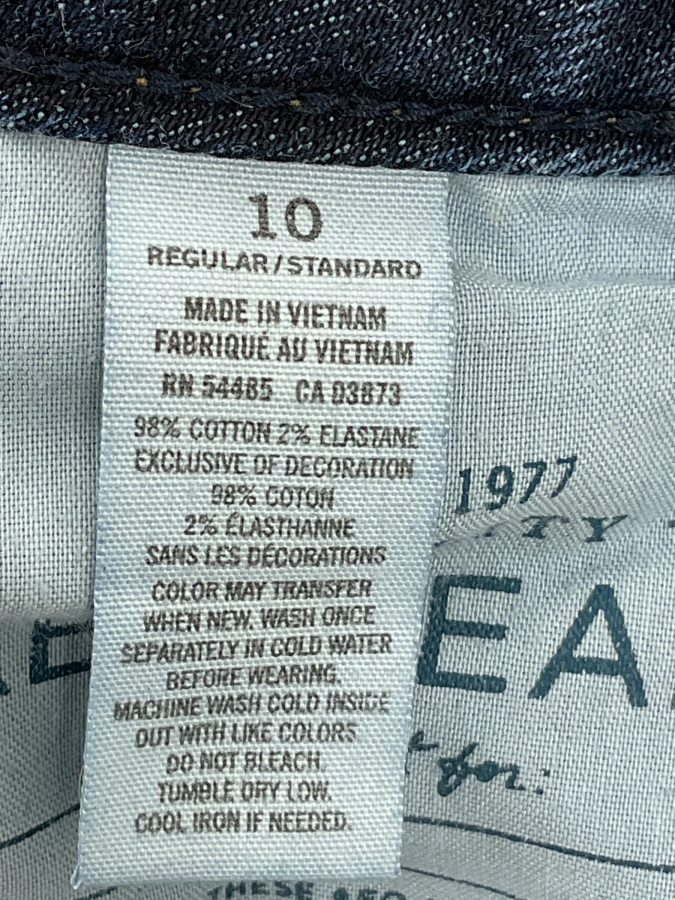 10
REGULAR/STANDARD
MADE IN VIETNAM
FABRIQUÉ AU VIETNAM
RN 54485 CA 03873
98% COTTON 2% ELASTANE
EXCLUSIVE OF DECORATION
98% COTON
2% ÉLASTHANNE
SANS LES DÉCORATIONS
COLOR MAY TRANSFER
WHEN NEW. WASH ONCE
SEPARATELY IN COLD WATER
BEFORE WEARING.
MACHINE WASH COLD INSIDE
OUT WITH LIKE COLORS
DO NOT BLEACH.
TUMBLE DRY LOW.
COOL IRON IF NEEDED.
1977
ITY
EA
for:
THESE